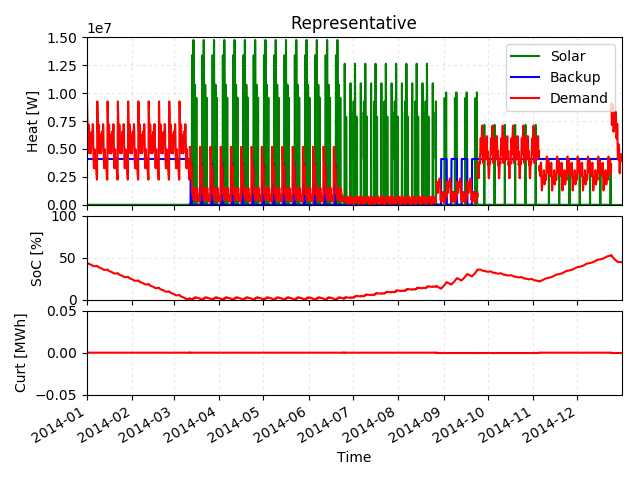 Representative
1e7
1.50
1.25
1.00
0.75
0.50
0.25
0.00
Heat [W]
Solar
Backup
Demand
100
50
0
SoC [%]
0.05
0.00
−0.05
Curt [MWh]
2014-01
2014-02
2014-03
2014-04
2014-05
2014-06
2014-07
2014-08
2014-09
2014-10
2014-11
2014-12
Time